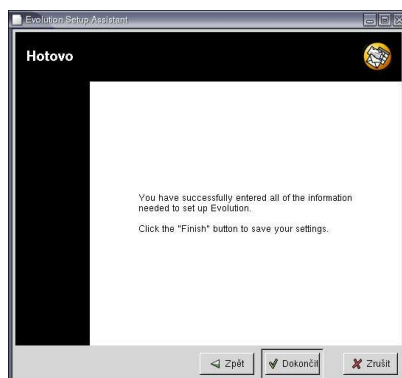 Evolution Setup Assistant
Hotovo
You have successfully entered all of the information
needed to set up Evolution.
Click the "Finish" button to save your settings.
Zpět
Dokončit
Zrušit